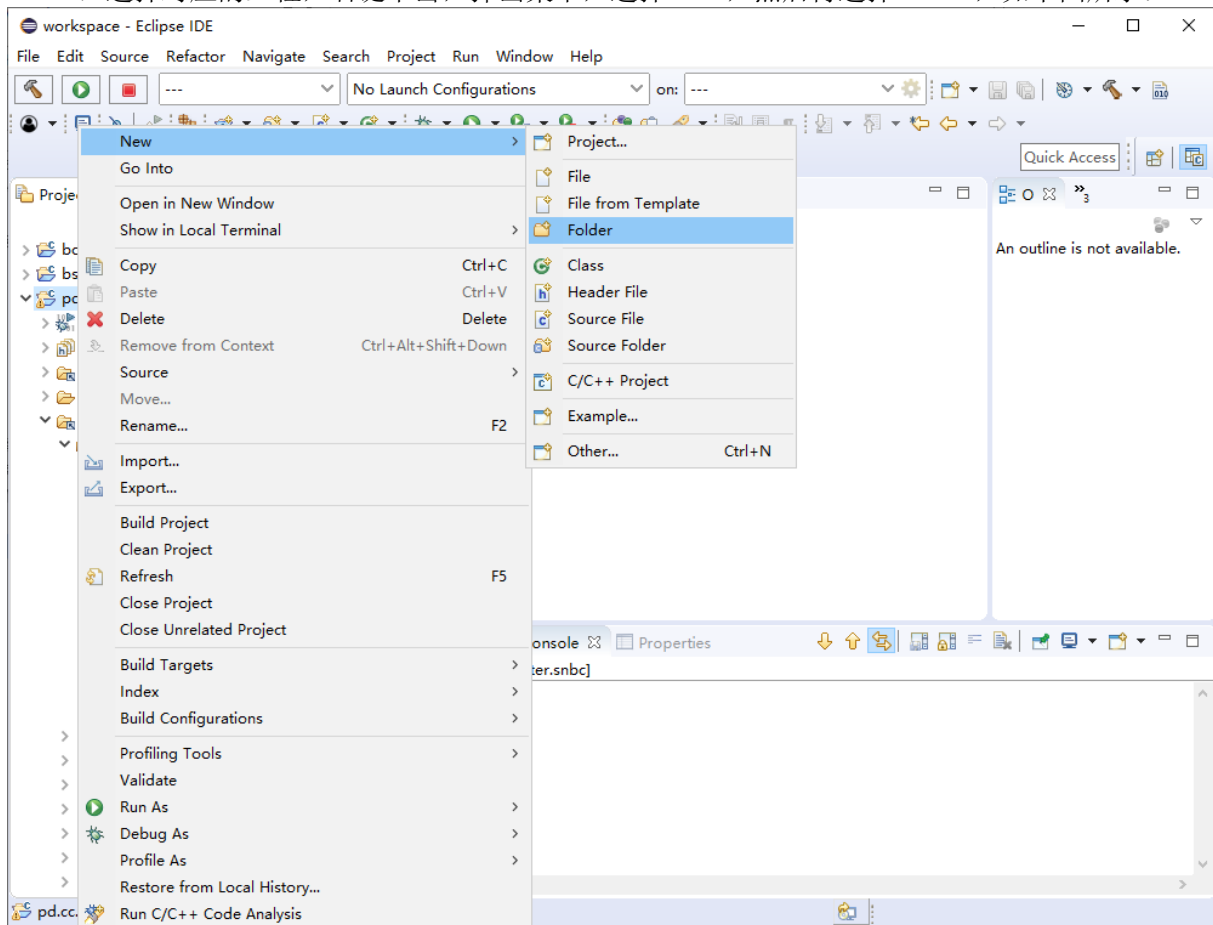 workspace - Eclipse IDE
File Edit Source Refactor Navigate Search Project Run Window Help
--- No Launch Configurations on: ---
Quick Access
Proje
O 3
An outline is not available.
bc
bs
pc
New
Go Into
Open in New Window
Show in Local Terminal
Copy Ctrl+C
Paste Ctrl+V
Delete Delete
Remove from Context Ctrl+Alt+Shift+Down
Source
Move...
Rename... F2
Import...
Export...
Build Project
Clean Project
Refresh F5
Close Project
Close Unrelated Project
Build Targets
Index
Build Configurations
Profiling Tools
Validate
Run As
Debug As
Profile As
Restore from Local History...
Run C/C++ Code Analysis
Project...
File
File from Template
Folder
Class
Header File
Source File
Source Folder
C/C++ Project
Example...
Other... Ctrl+N
onsole Properties
ter.snbc]
pd.cc.